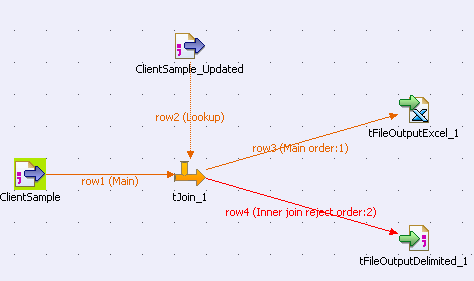 ClientSample_Updated
row2 (Lookup)
tFileOutputExcel_1
row3 (Main order:1)
row1 (Main)
ClientSample
tJoin_1
row4 (Inner join reject order:2)
tFileOutputDelimited_1